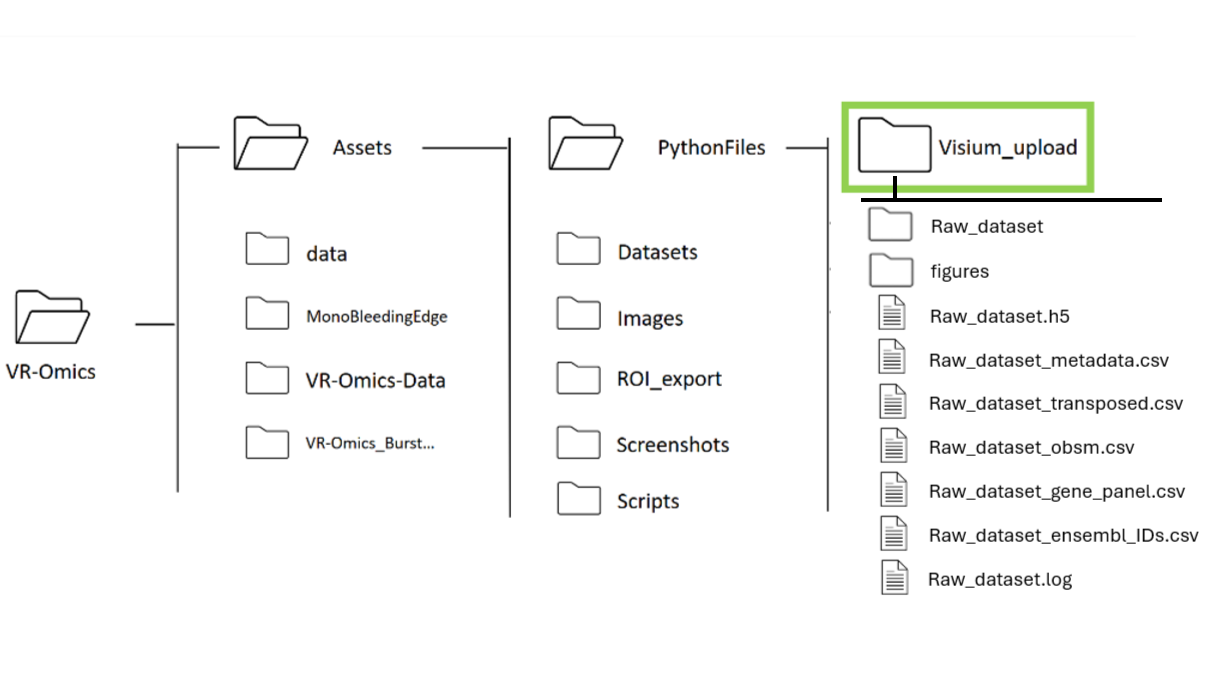 VR-Omics
Assets
data
MonoBleedingEdge
VR-Omics-Data
VR-Omics_Burst...
PythonFiles
Datasets
Images
ROI_export
Screenshots
Scripts
Visium_upload
Raw_dataset
figures
Raw_dataset.h5
Raw_dataset_metadata.csv
Raw_dataset_transposed.csv
Raw_dataset_obsm.csv
Raw_dataset_gene_panel.csv
Raw_dataset_ensembl_IDs.csv
Raw_dataset.log